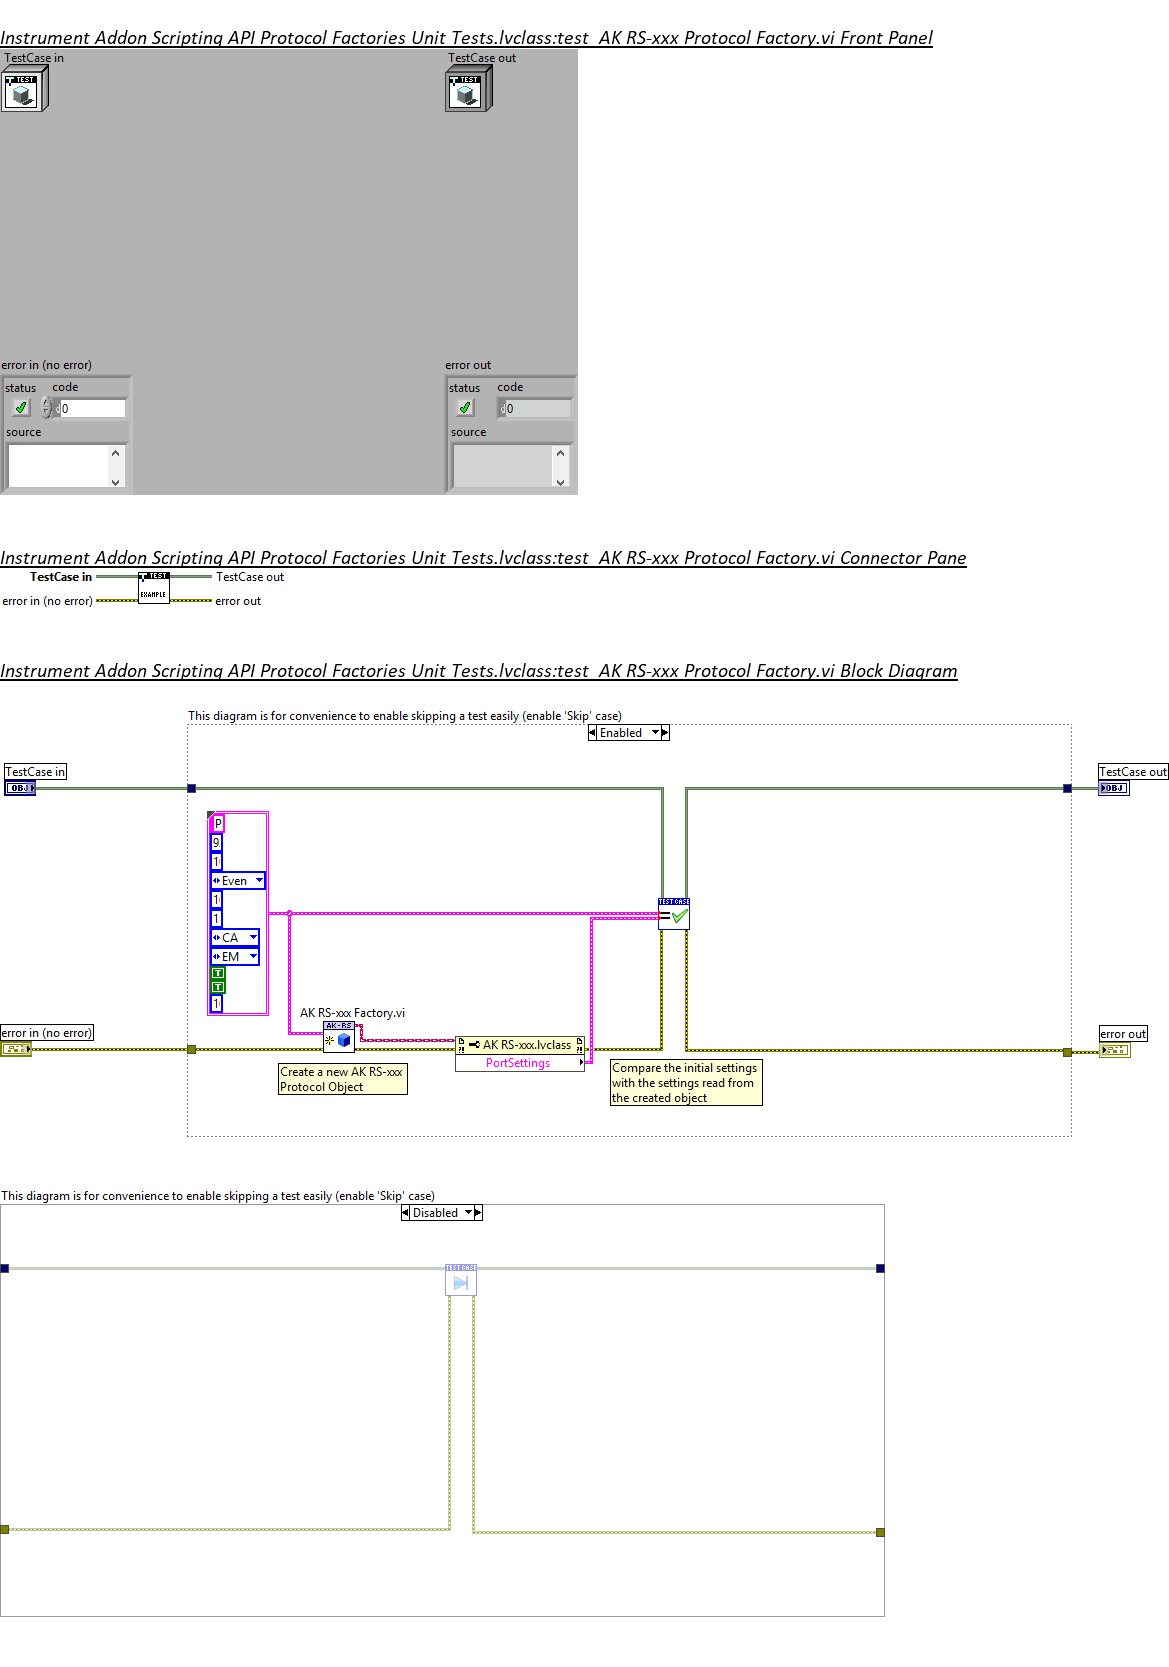 Instrument Addon Scripting API Protocol Factories Unit Tests.lvclass:test  AK RS-xxx Protocol Factory.vi Front Panel
TestCase in
TestCase out
TEST
TEST
error in (no error)
error out
status
code
status
code
d
0
d
0
source
source
Instrument Addon Scripting API Protocol Factories Unit Tests.lvclass:test  AK RS-xxx Protocol Factory.vi Connector Pane
TestCase in
TEST
TestCase out
error in (no error)
EXAMPLE
error out
Instrument Addon Scripting API Protocol Factories Unit Tests.lvclass:test  AK RS-xxx Protocol Factory.vi Block Diagram
This diagram is for convenience to enable skipping a test easily (enable 'Skip' case)
Enabled
TestCase in
TestCase out
OBJ
OBJ
P
9
1
Even
1
1
CA
EM
T
T
1
TEST CASE
AK RS-xxx Factory.vi
AK-RS
error in (no error)
error out
AK RS-xxx.lvclass
PortSettings
Create a new AK RS-xxx
Protocol Object
Compare the initial settings
with the settings read from
the created object
This diagram is for convenience to enable skipping a test easily (enable 'Skip' case)
Disabled
TEST CASE